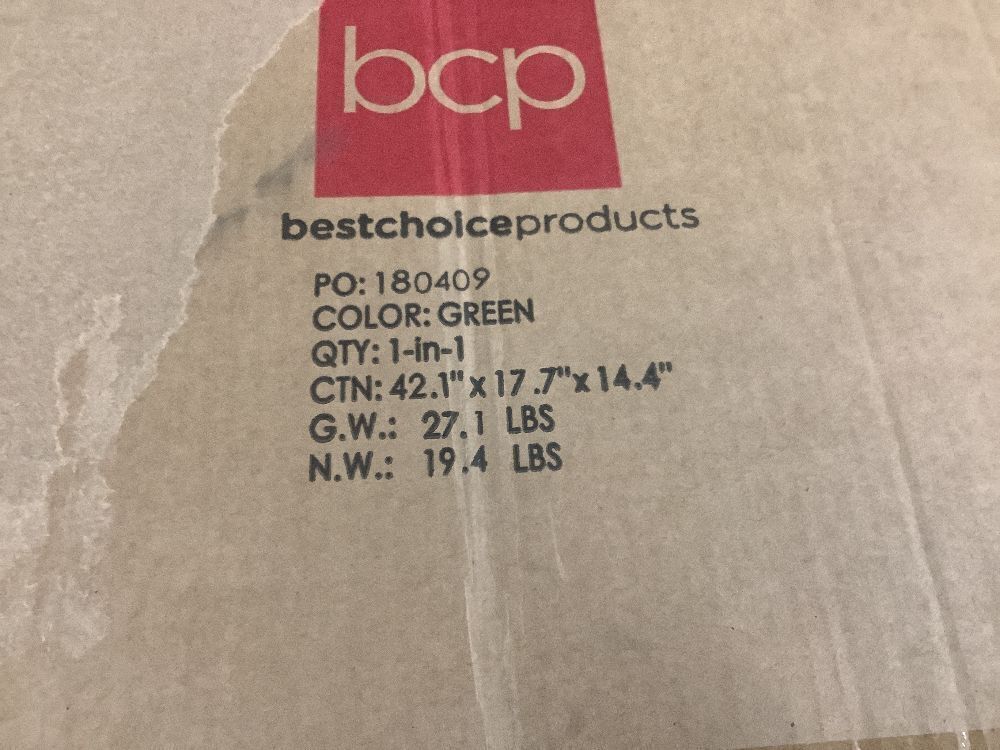 bcp
bestchoiceproducts
PO: 180409
COLOR: GREEN
QTY: 1-in-1
CTN: 42.1" x 17.7" x 14.4"
G.W.: 27.1 LBS
N.W.: 19.4 LBS